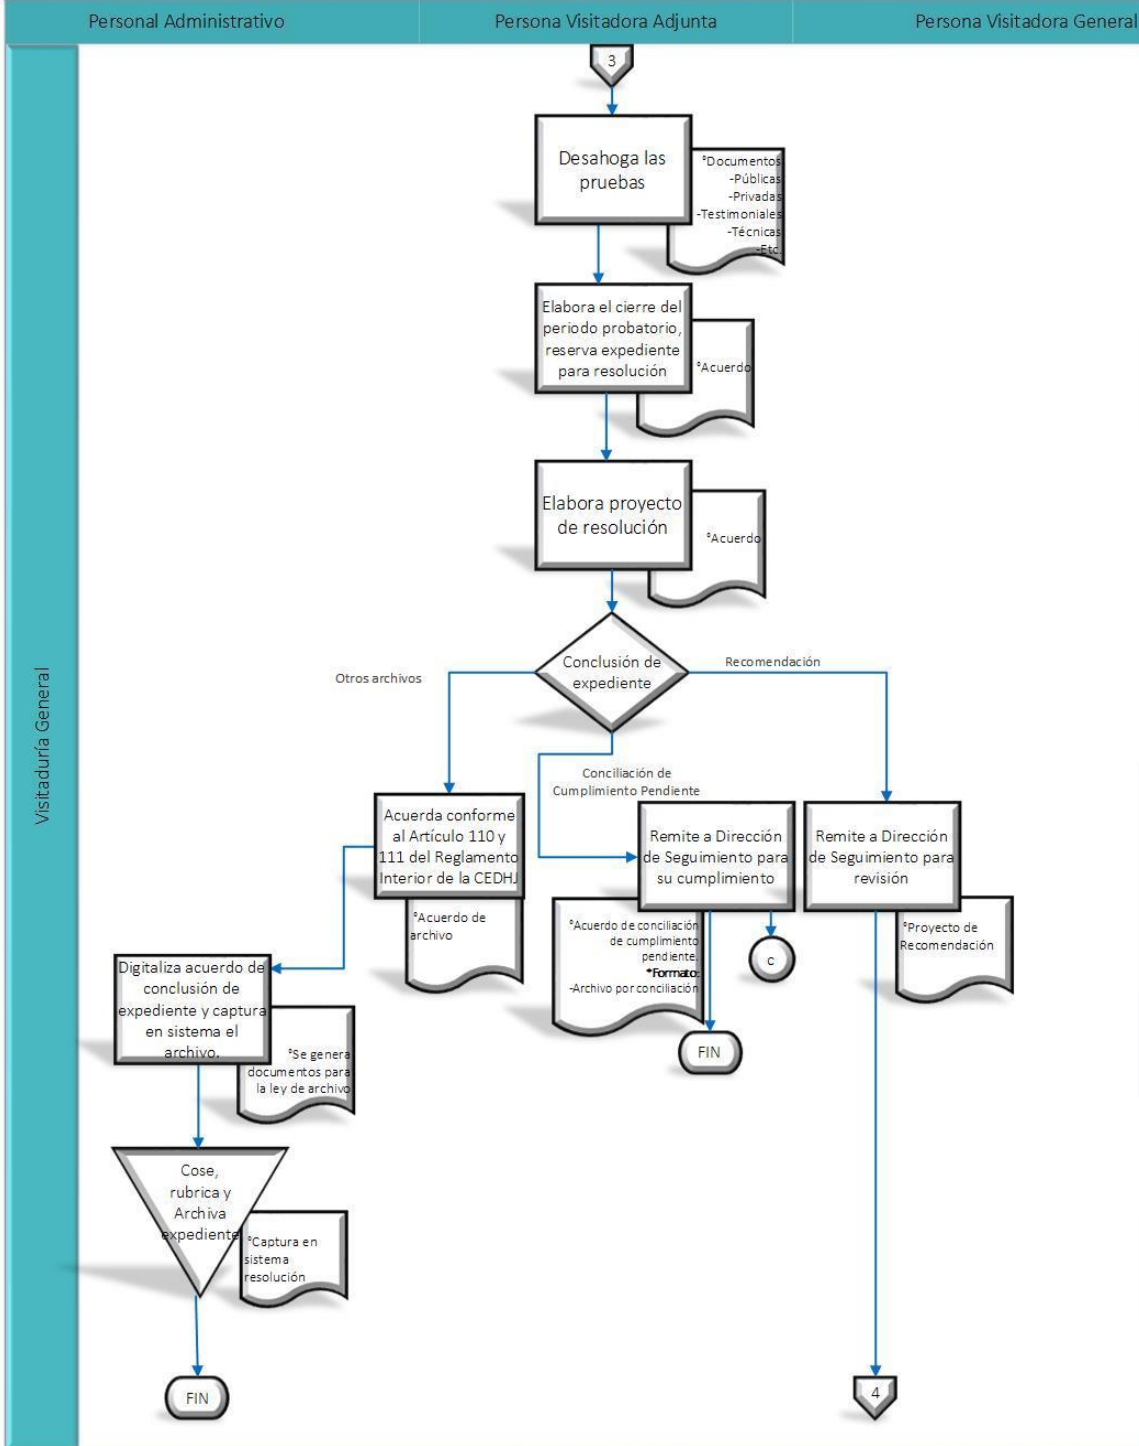 Personal Administrativo
Persona Visitadora Adjunta
Persona Visitadora General
Visitaduría General
3
Desahoga las
pruebas
°Documentos
-Públicas
-Privadas
-Testimoniales
-Técnicas
-Etc.
Elabora el cierre del
periodo probatorio,
reserva expediente
para resolución
°Acuerdo
Elabora proyecto
de resolución
°Acuerdo
Conclusión de
expediente
Otros archivos
Recomendación
Conciliación de
Cumplimiento Pendiente
Acuerda conforme
al Artículo 110 y
111 del Reglamento
Interior de la CEDHJ
°Acuerdo de
archivo
Remite a Dirección
de Seguimiento para
su cumplimiento
°Acuerdo de conciliación
de cumplimiento
pendiente.
*Formato:
-Archivo por conciliación
c
FIN
Remite a Dirección
de Seguimiento para
revisión
°Proyecto de
Recomendación
Digitaliza acuerdo de
conclusión de
expediente y captura
en sistema el
archivo.
°Se genera
documentos para
la ley de archivo
Cose,
rubrica y
Archiva
expediente
°Captura en
sistema
resolución
FIN
4